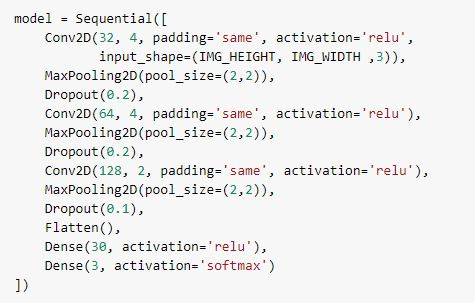 model = Sequential([
    Conv2D(32, 4, padding='same', activation='relu',
           input_shape=(IMG_HEIGHT, IMG_WIDTH ,3)),
    MaxPooling2D(pool_size=(2,2)),
    Dropout(0.2),
    Conv2D(64, 4, padding='same', activation='relu'),
    MaxPooling2D(pool_size=(2,2)),
    Dropout(0.2),
    Conv2D(128, 2, padding='same', activation='relu'),
    MaxPooling2D(pool_size=(2,2)),
    Dropout(0.1),
    Flatten(),
    Dense(30, activation='relu'),
    Dense(3, activation='softmax')
])